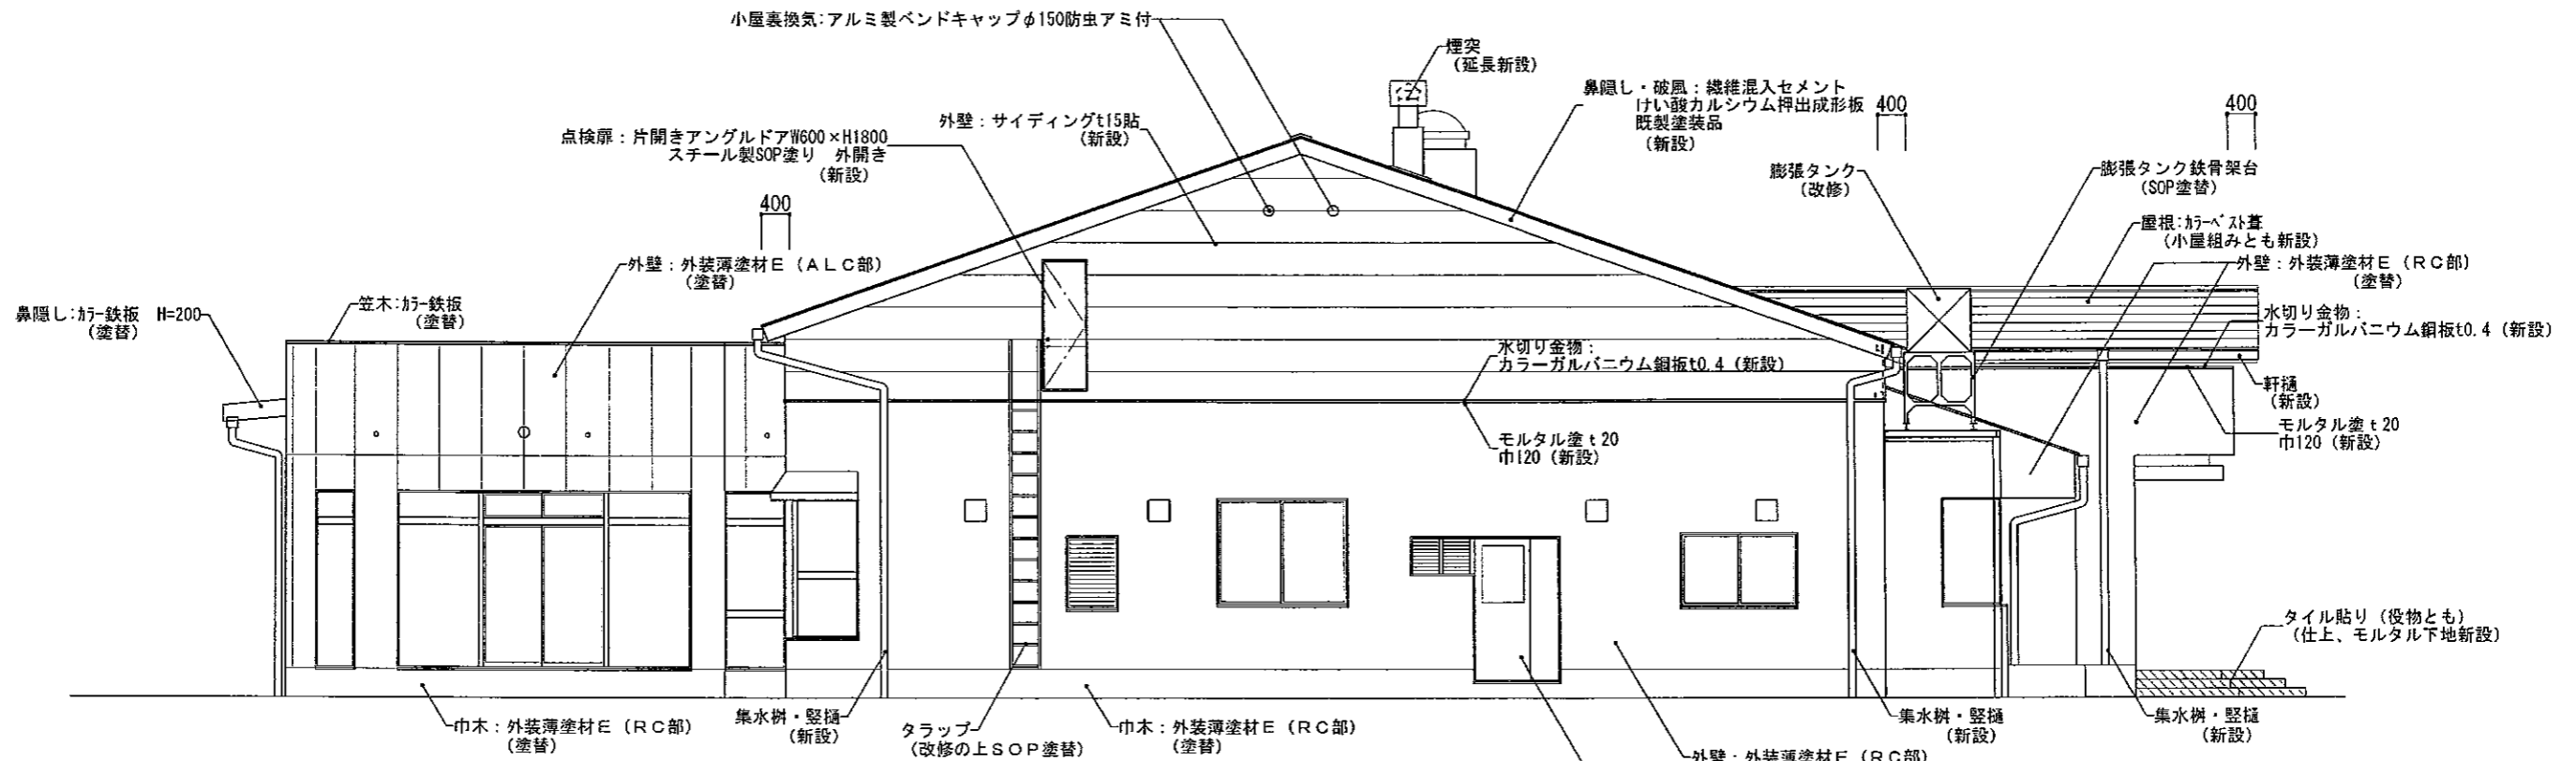 小屋裏換気:アルミ製ベンドキャップφ150防虫アミ付
煙突
(延長新設)
鼻隠し・破風:繊維混入セメント
けい酸カルシウム押出成形板
既製塗装品
(新設)
400
400
外壁:サイディングt15貼
(新設)
点検扉:片開きアングルドアW600×H1800
スチール製SOP塗り 外開き
(新設)
膨張タンク
(改修)
膨張タンク鉄骨架台
(SOP塗替)
400
屋根:カラーベスト葺
(小屋組みとも新設)
外壁:外装薄塗材E(ALC部)
(塗替)
外壁:外装薄塗材E(RC部)
(塗替)
鼻隠し:カラー鉄板 H=200
(塗替)
笠木:カラー鉄板
(塗替)
水切り金物:
カラーガルバニウム鋼板t0.4(新設)
水切り金物:
カラーガルバニウム鋼板t0.4(新設)
軒樋
(新設)
モルタル塗t20
巾120(新設)
モルタル塗t20
巾120(新設)
タイル貼り(役物とも)
(仕上、モルタル下地新設)
巾木:外装薄塗材E(RC部)
(塗替)
集水桝・竪樋
(新設)
タラップ
(改修の上SOP塗替)
巾木:外装薄塗材E(RC部)
(塗替)
集水桝・竪樋
(新設)
集水桝・竪樋
(新設)
外壁:外装薄塗材E(RC部)